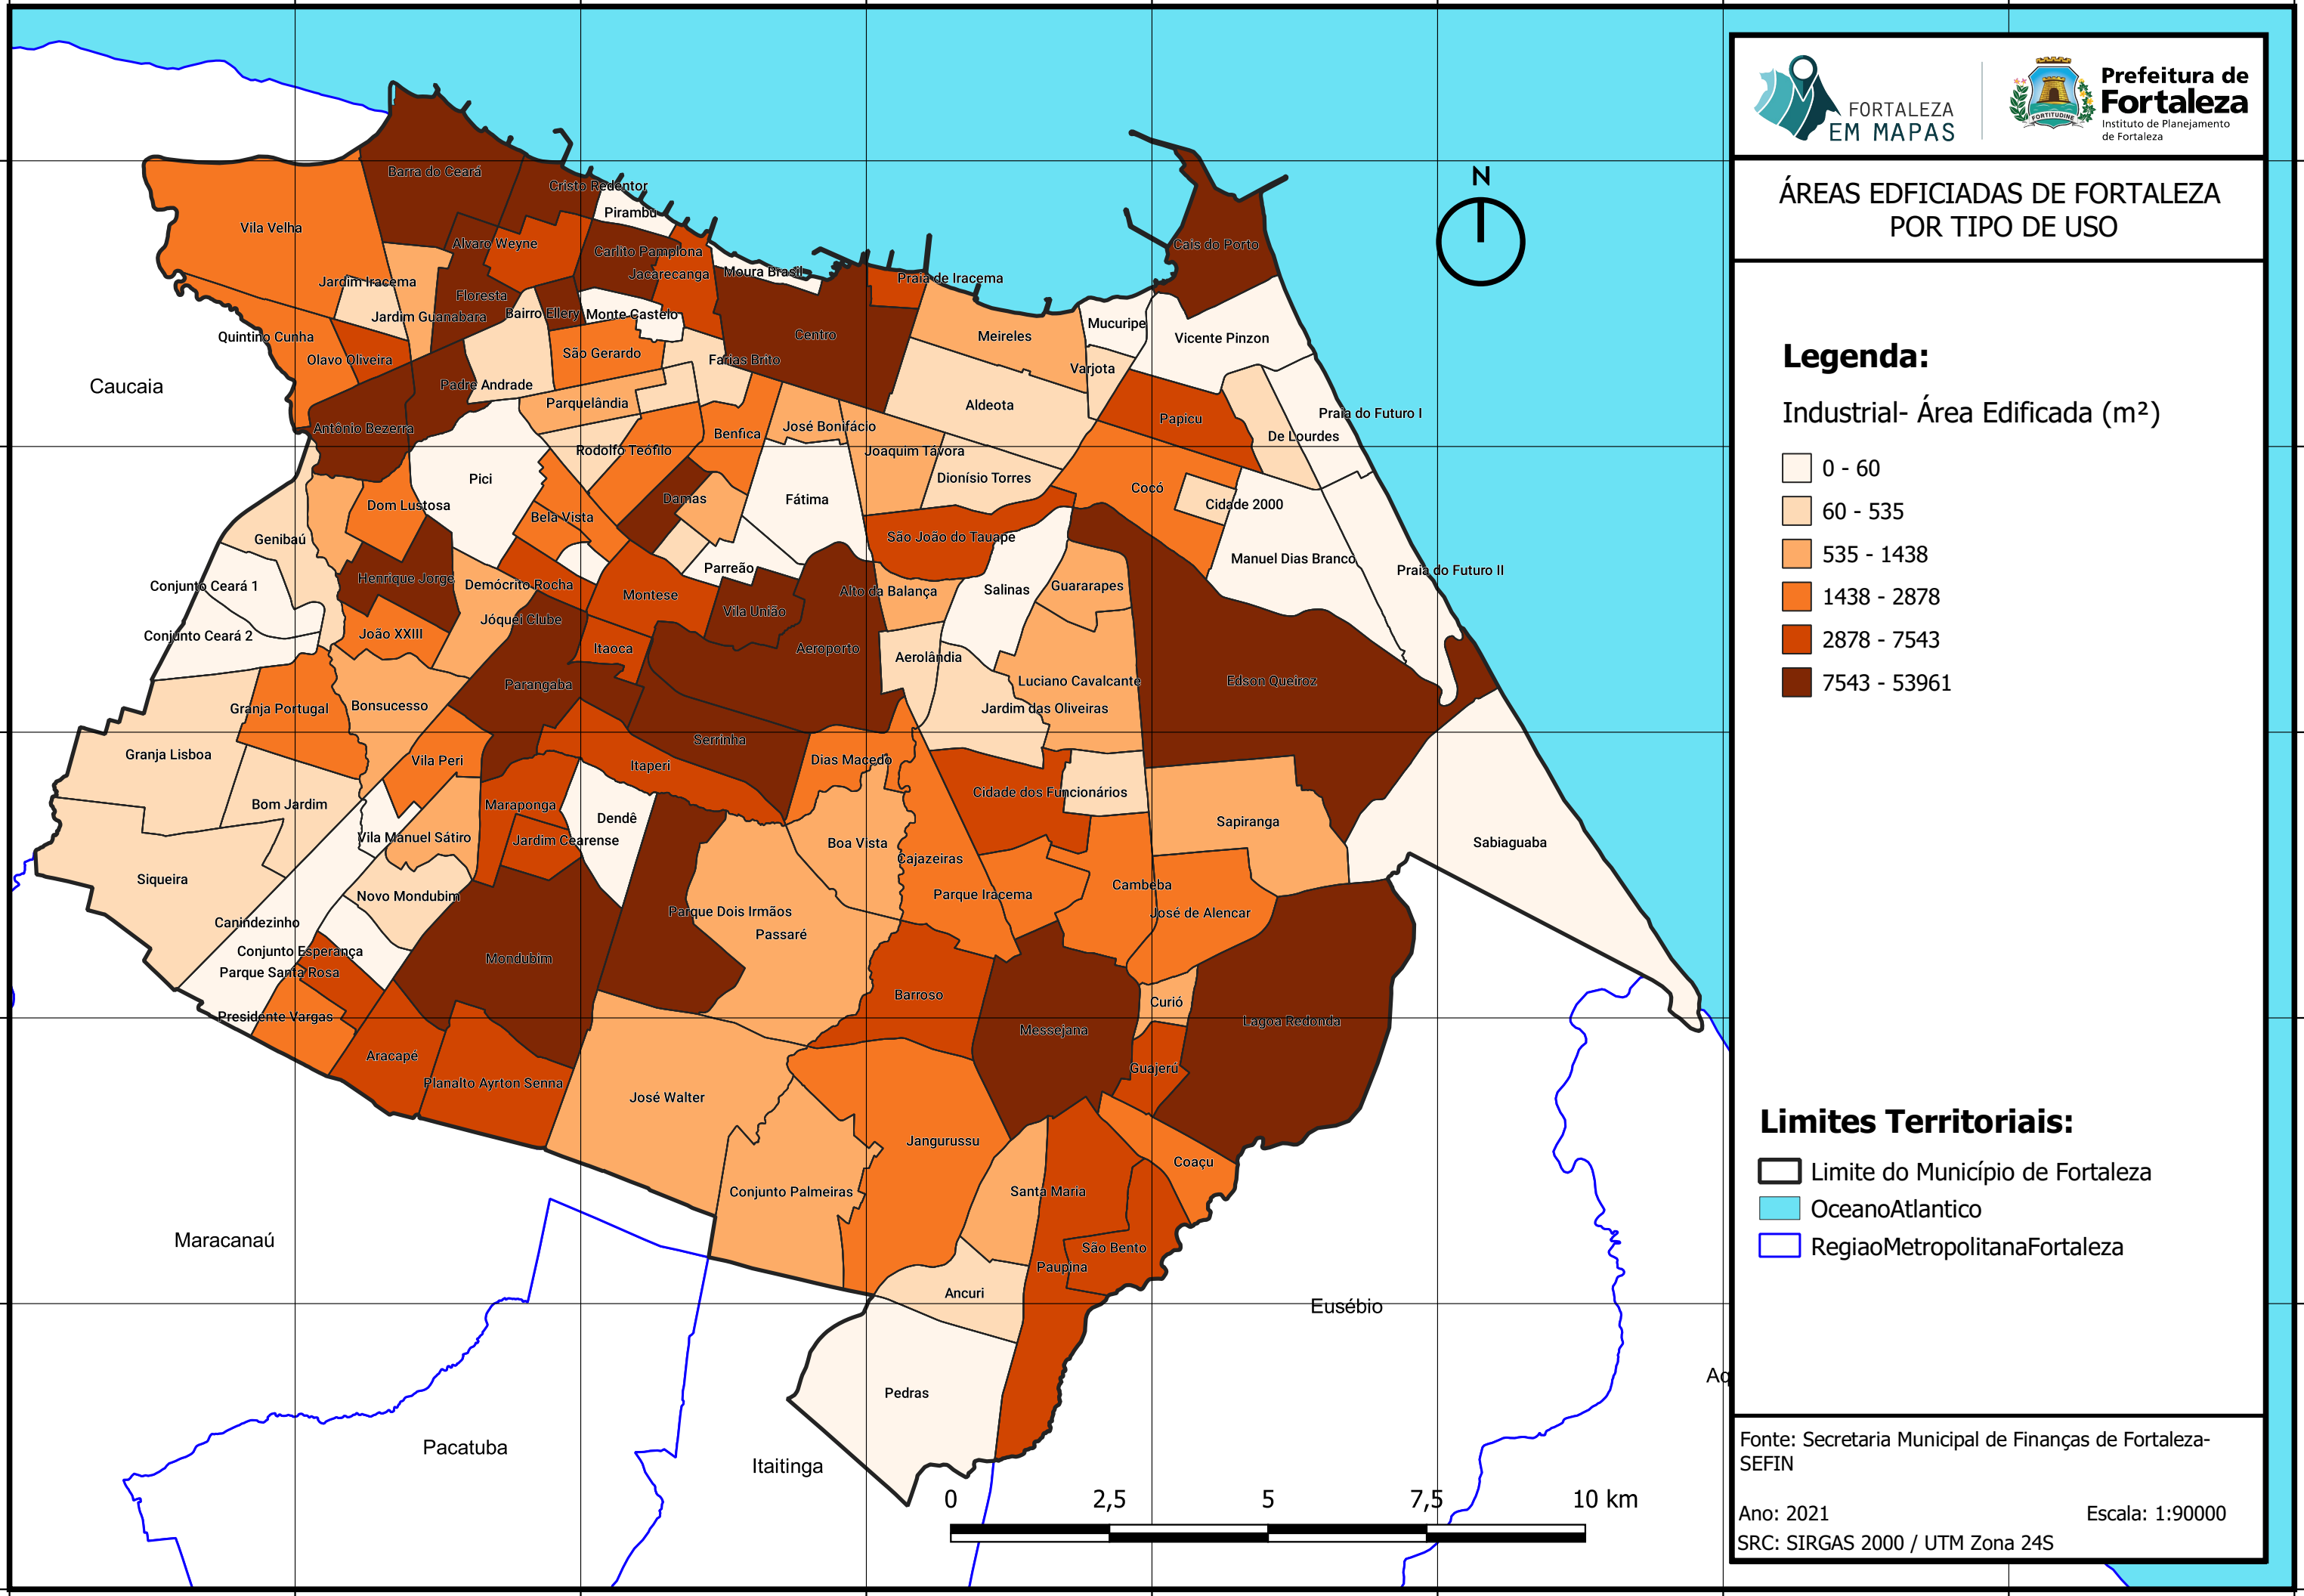 FORTALEZA
EM MAPAS
FORTITUDINE
Prefeitura de
Fortaleza
Instituto de Planejamento
de Fortaleza
ÁREAS EDFICIADAS DE FORTALEZA
POR TIPO DE USO
Legenda:
Industrial- Área Edificada (m²)
0 - 60
60 - 535
535 - 1438
1438 - 2878
2878 - 7543
7543 - 53961
Limites Territoriais:
Limite do Município de Fortaleza
OceanoAtlantico
RegiaoMetropolitanaFortaleza
Fonte: Secretaria Municipal de Finanças de Fortaleza-
SEFIN
Ano: 2021
Escala: 1:90000
SRC: SIRGAS 2000 / UTM Zona 24S
N
Barra do Ceará
Cristo Redentor
Pirambu
Vila Velha
Alvaro Weyne
Carlito Pamplona
Jacarecanga
Moura Brasil
Praia de Iracema
Cais do Porto
Jardim Iracema
Floresta
Jardim Guanabara
Bairro Ellery
Monte Castelo
Centro
Meireles
Mucuripe
Vicente Pinzon
Quintino Cunha
Olavo Oliveira
São Gerardo
Farias Brito
Varjota
Caucaia
Padre Andrade
Parquelândia
Aldeota
Papicu
Praia do Futuro I
Antônio Bezerra
Benfica
José Bonifácio
De Lourdes
Rodolfo Teófilo
Joaquim Távora
Pici
Dionísio Torres
Cocó
Dom Lustosa
Damas
Fátima
Cidade 2000
Bela Vista
Genibaú
São João do Tauape
Manuel Dias Branco
Praia do Futuro II
Conjunto Ceará 1
Henrique Jorge
Demócrito Rocha
Parreão
Montese
Alto da Balança
Salinas
Guararapes
Vila União
Jóquei Clube
Conjunto Ceará 2
João XXIII
Itaoca
Aeroporto
Aerolândia
Parangaba
Luciano Cavalcante
Edson Queiroz
Granja Portugal
Bonsucesso
Jardim das Oliveiras
Serrinha
Granja Lisboa
Vila Peri
Itaperi
Dias Macedo
Cidade dos Funcionários
Bom Jardim
Maraponga
Dendê
Sapiranga
Vila Manuel Sátiro
Jardim Cearense
Boa Vista
Sabiaguaba
Cajazeiras
Siqueira
Novo Mondubim
Parque Iracema
Cambeba
Parque Dois Irmãos
José de Alencar
Canindezinho
Passaré
Conjunto Esperança
Mondubim
Parque Santa Rosa
Barroso
Curió
Presidente Vargas
Messejana
Lagoa Redonda
Aracapé
Guajerú
Planalto Ayrton Senna
José Walter
Jangurussu
Coaçu
Conjunto Palmeiras
Santa Maria
Maracanaú
São Bento
Paupina
Ancuri
Eusébio
Aq
Pedras
Pacatuba
Itaitinga
0 2,5 5 7,5 10 km